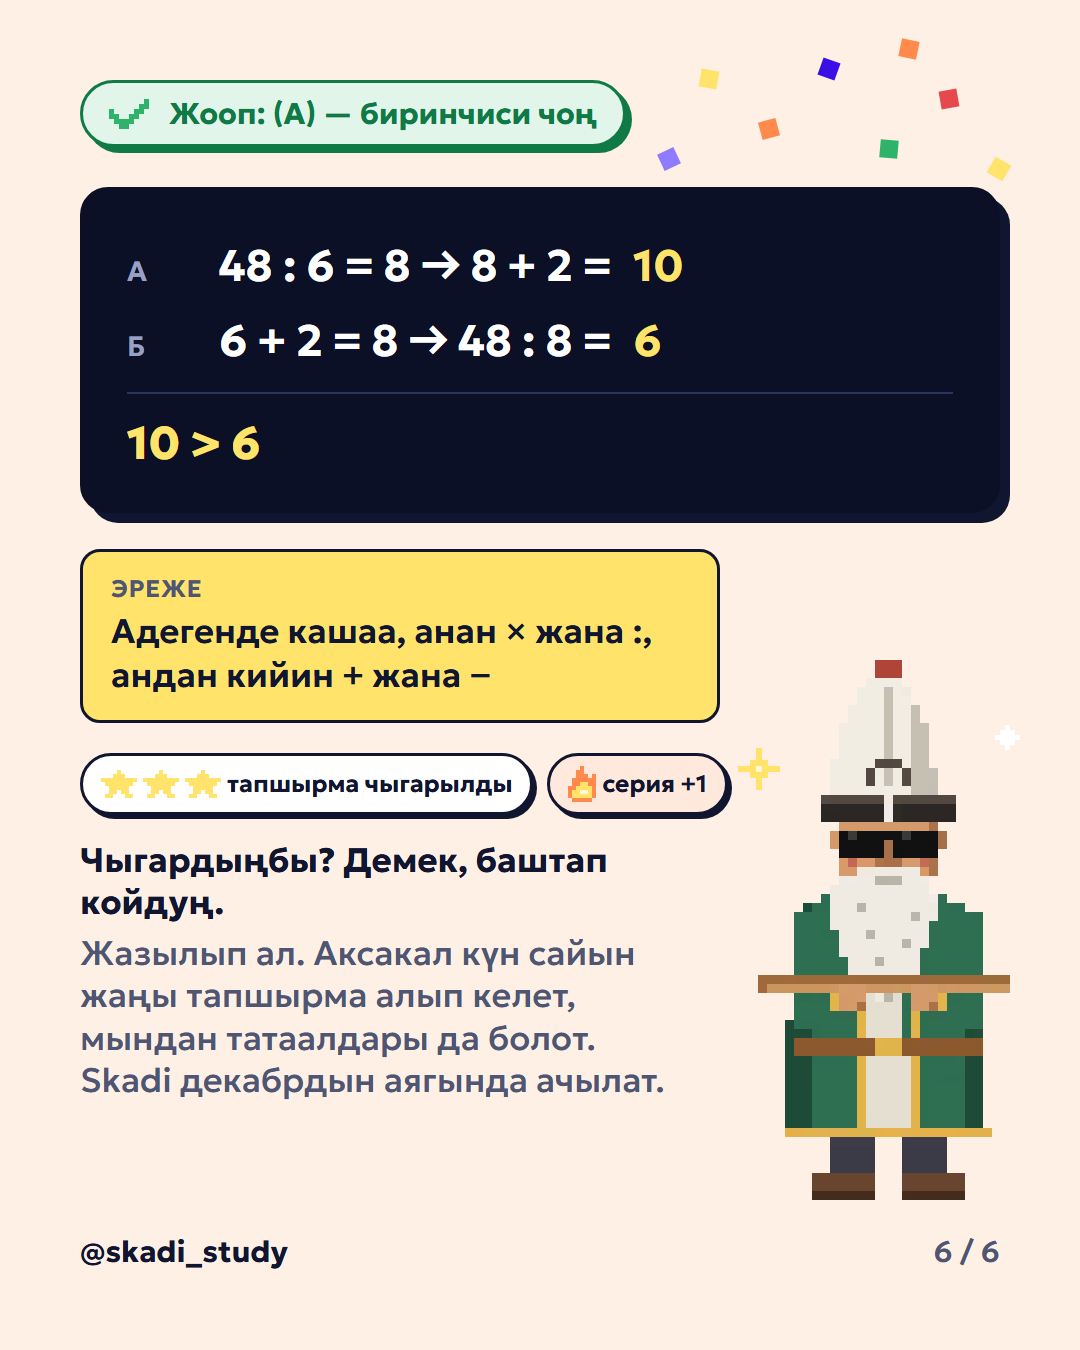 Жооп: (А) — биринчиси чоң
А 48 : 6 = 8 → 8 + 2 = 10
Б 6 + 2 = 8 → 48 : 8 = 6
10 > 6
ЭРЕЖЕ
Адегенде кашаа, анан × жана :,
андан кийин + жана −
тапшырма чыгарылды
серия +1
Чыгардыңбы? Демек, баштап
койдуң.
Жазылып ал. Аксакал күн сайын
жаңы тапшырма алып келет,
мындан татаалдары да болот.
Skadi декабрдын аягында ачылат.
@skadi_study
6 / 6